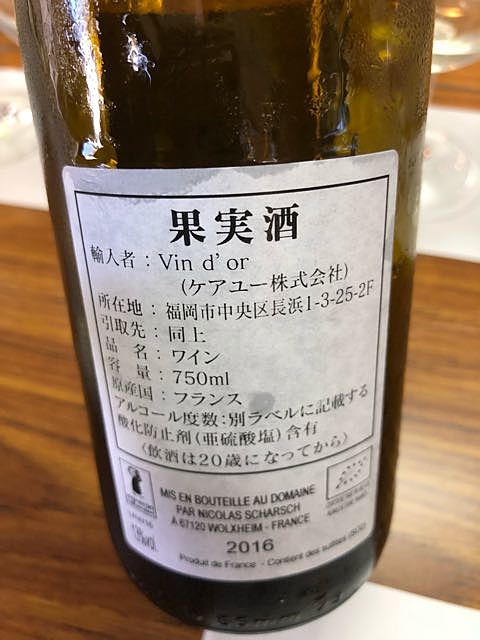 果実酒
輸入者：Vin d'or
(ケアユー株式会社)
所在地：福岡市中央区長浜1-3-25-2F
引取先：同上
品　名：ワイン
容　量：750ml
原産国：フランス
アルコール度数：別ラベルに記載する
酸化防止剤(亜硫酸塩)含有
〈飲酒は20歳になってから〉
MIS EN BOUTEILLE AU DOMAINE
PAR NICOLAS SCHARSCH
À 67120 WOLXHEIM - FRANCE
2016
Produit de France - Contient des sulfites